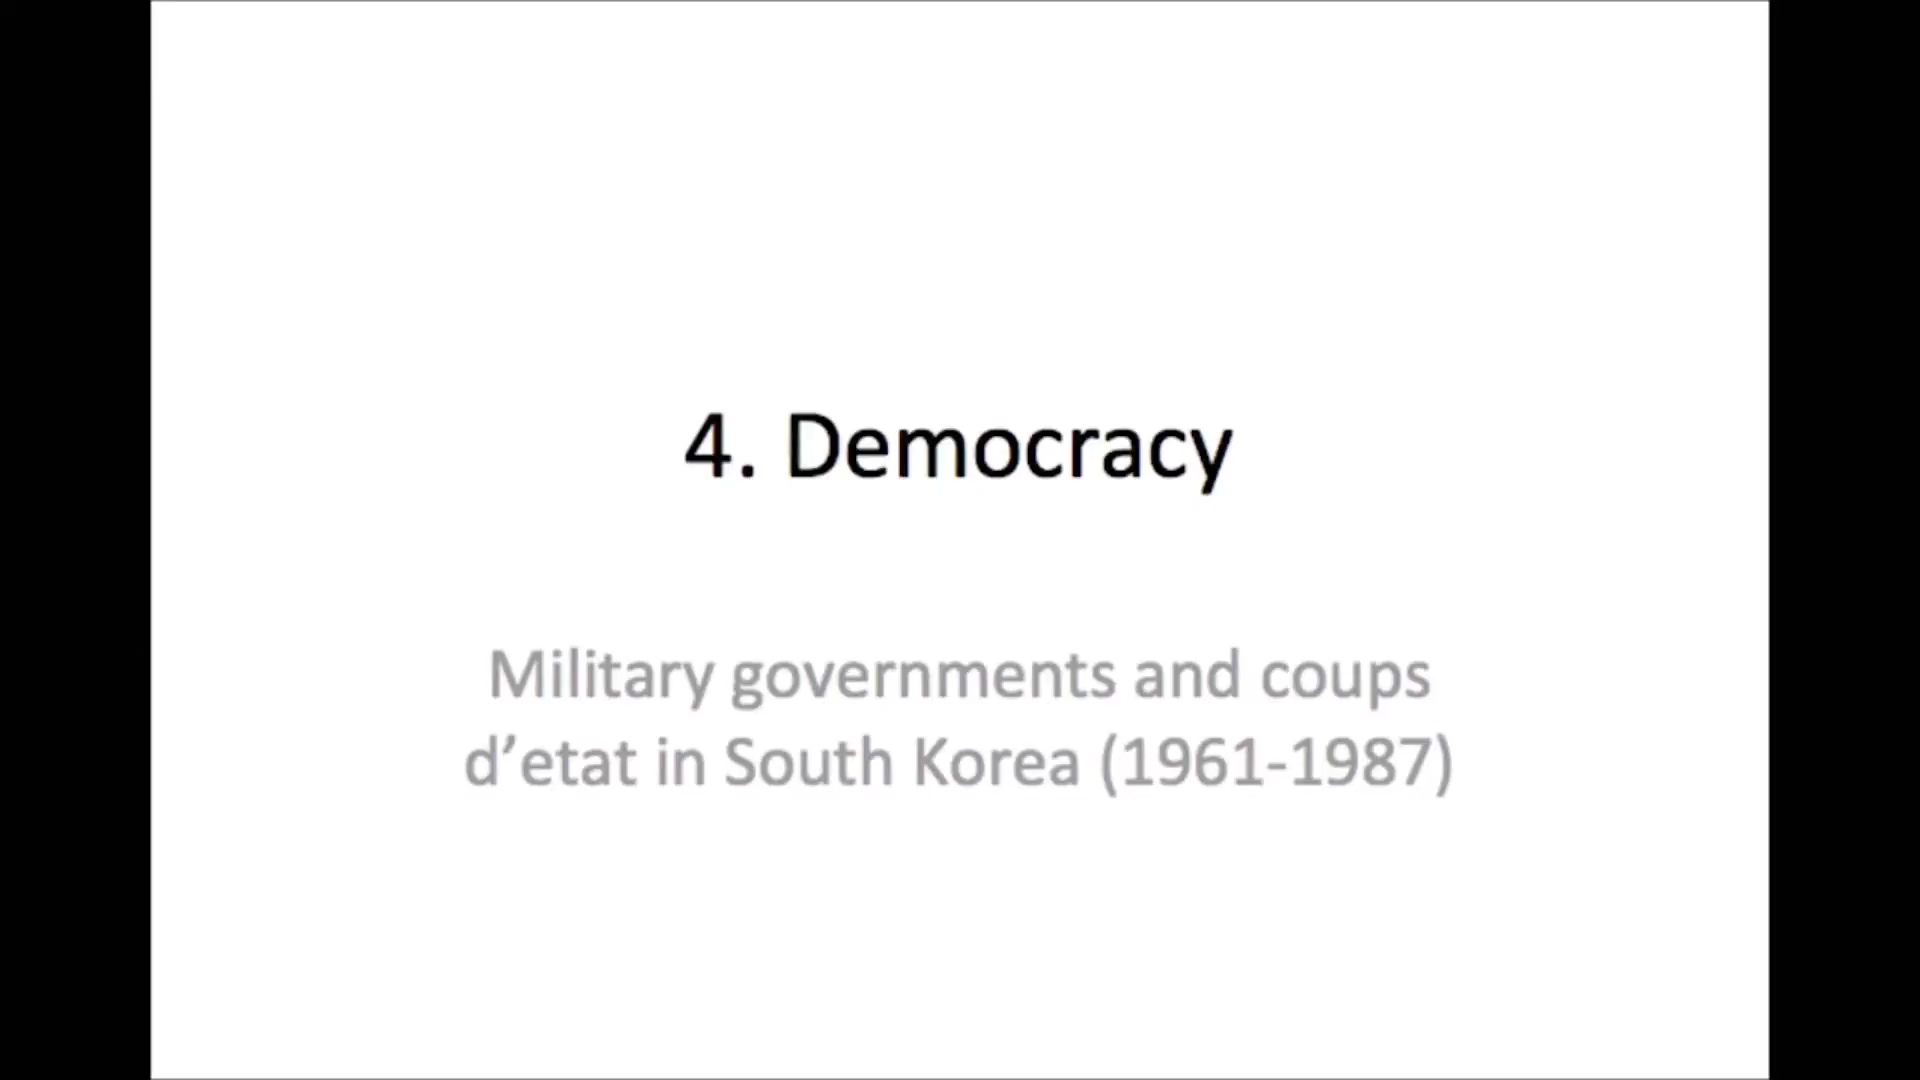 4. Democracy
Military governments and coups
d’etat in South Korea (1961-1987)